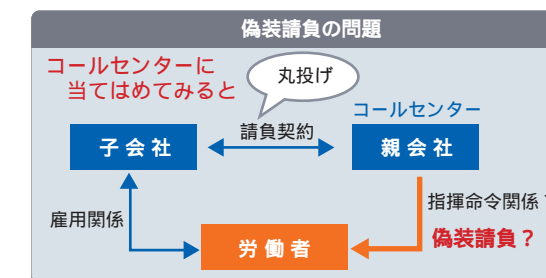 偽装請負の問題
コールセンターに
当てはめてみると
丸投げ
コールセンター
子会社
請負契約
親会社
雇用関係
指揮命令関係
労働者
偽装請負？